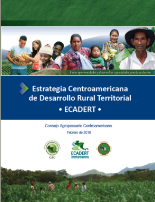 Estrategia Centroamericana
de Desarrollo Rural Territorial
• ECADERT •
Consejo Agropecuario Centroamericano
Febrero de 2010
ECADERT